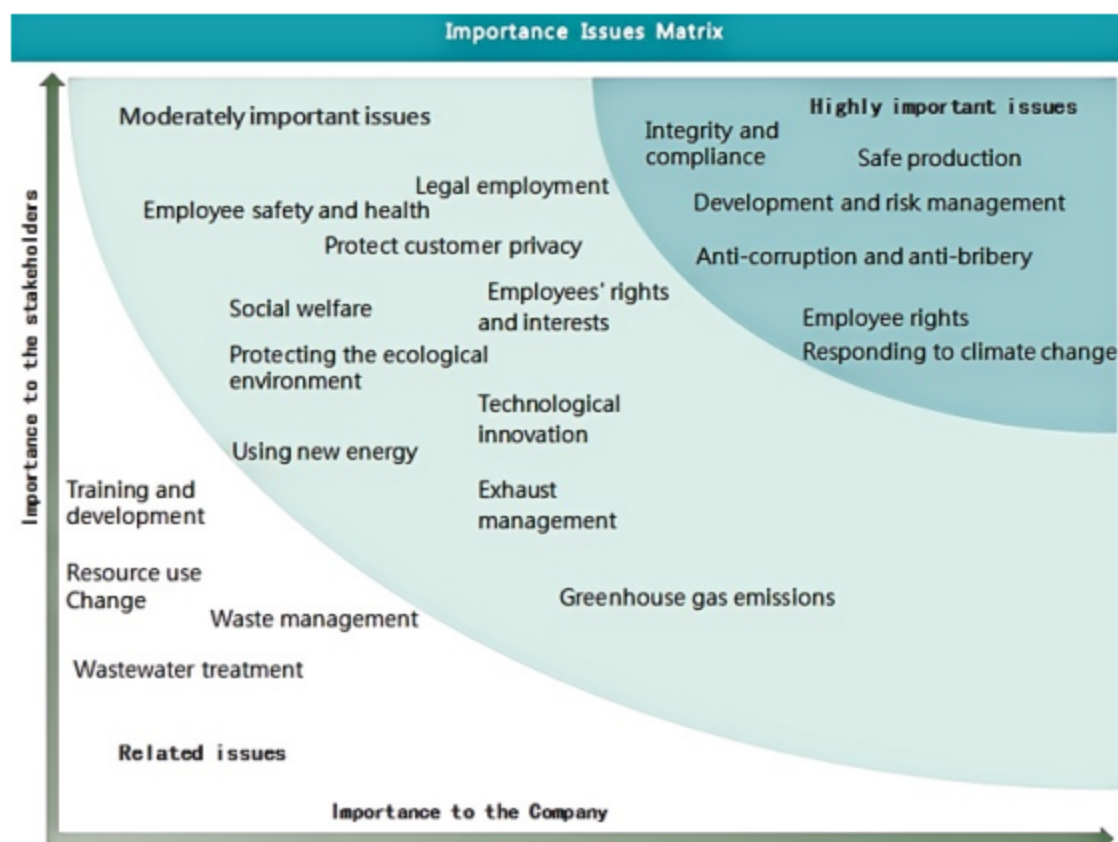 Importance Issues Matrix
Importance to the stakeholders
Moderately important issues
Highly important issues
Integrity and
compliance
Safe production
Legal employment
Employee safety and health
Development and risk management
Protect customer privacy
Anti-corruption and anti-bribery
Social welfare
Employees' rights
and interests
Employee rights
Responding to climate change
Protecting the ecological
environment
Technological
innovation
Using new energy
Training and
development
Exhaust
management
Resource use
Change
Waste management
Greenhouse gas emissions
Wastewater treatment
Related issues
Importance to the Company